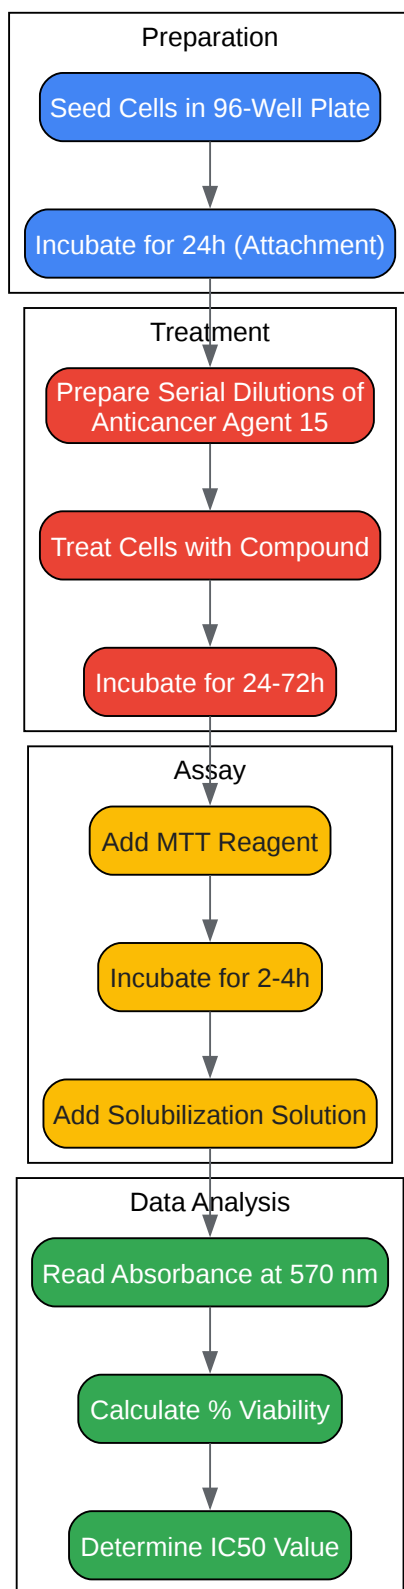 Preparation
Seed Cells in 96-Well Plate
Incubate for 24h (Attachment)
Treatment
Prepare Serial Dilutions of
Anticancer Agent 15
Treat Cells with Compound
Incubate for 24-72h
Assay
Add MTT Reagent
Incubate for 2-4h
Add Solubilization Solution
Data Analysis
Read Absorbance at 570 nm
Calculate % Viability
Determine IC50 Value